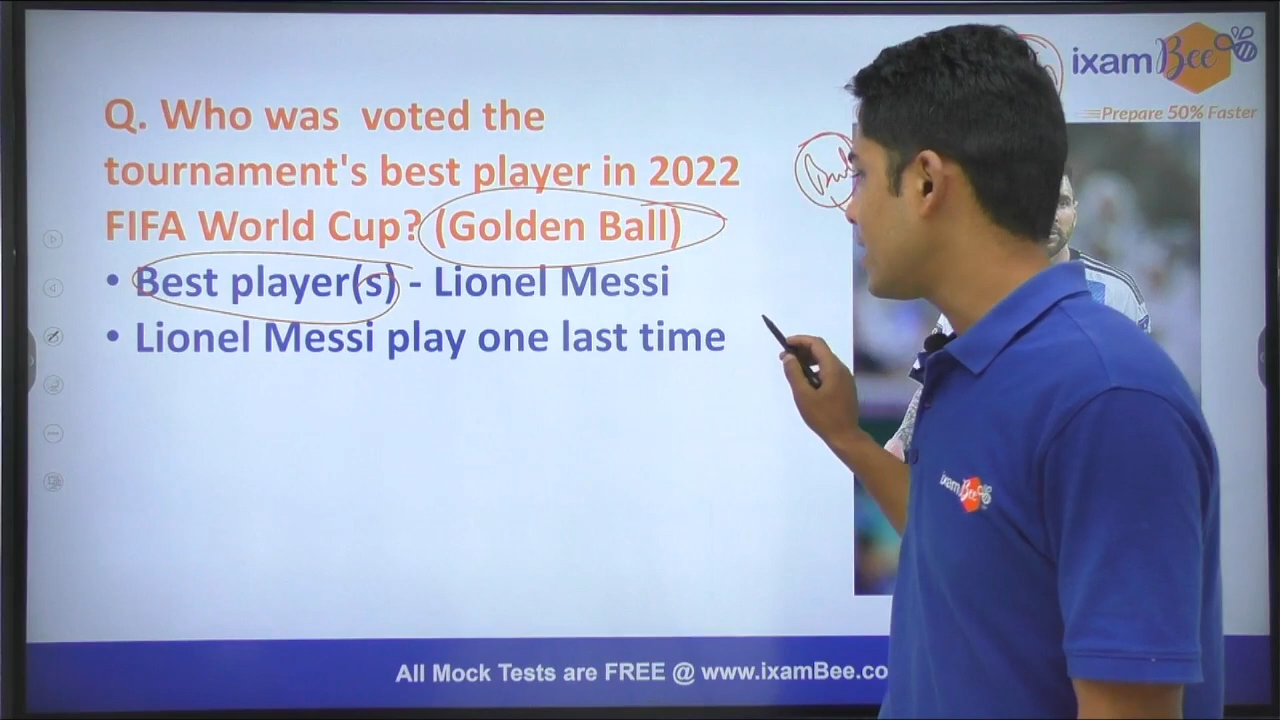 ixamBee
Prepare 50% Faster
Q. Who was voted the
tournament's best player in 2022
FIFA World Cup? (Golden Ball)
• Best player(s) - Lionel Messi
• Lionel Messi play one last time
ixamBee
All Mock Tests are FREE @ www.ixamBee.co